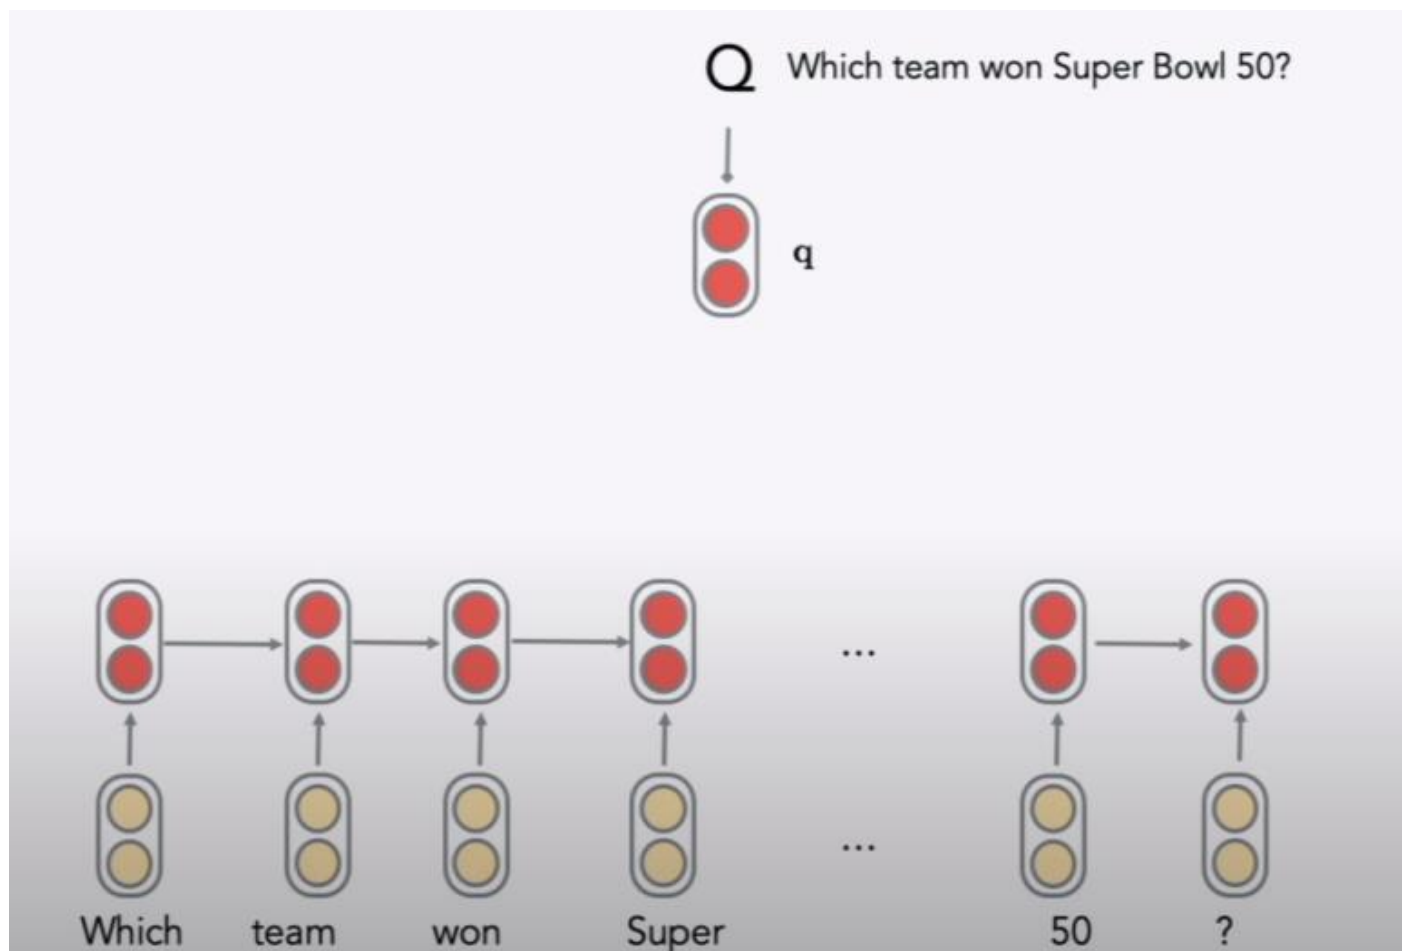 Q Which team won Super Bowl 50?
q
...
...
Which team won Super 50 ?